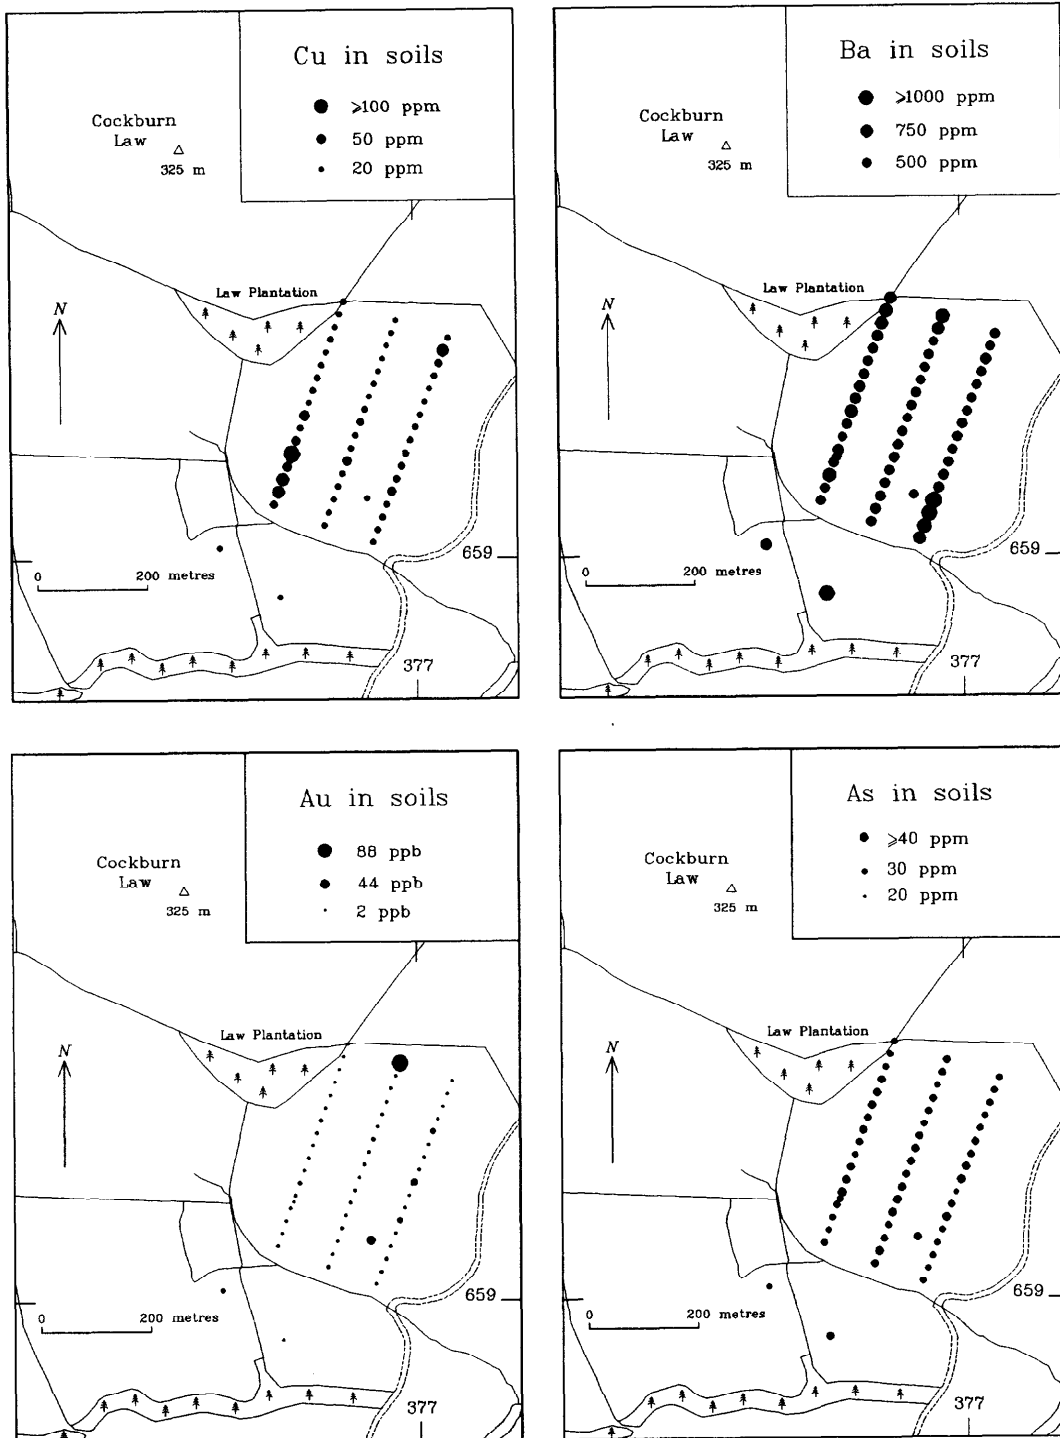 Cu in soils
⩾100 ppm
50 ppm
20 ppm
Cockburn
Law
325 m
Law Plantation
N
659
0
200 metres
377
Ba in soils
⩾1000 ppm
750 ppm
500 ppm
Cockburn
Law
325 m
Law Plantation
N
659
0
200 metres
377
Au in soils
88 ppb
44 ppb
2 ppb
Cockburn
Law
325 m
Law Plantation
N
659
0
200 metres
377
As in soils
⩾40 ppm
30 ppm
20 ppm
Cockburn
Law
325 m
Law Plantation
N
659
0
200 metres
377